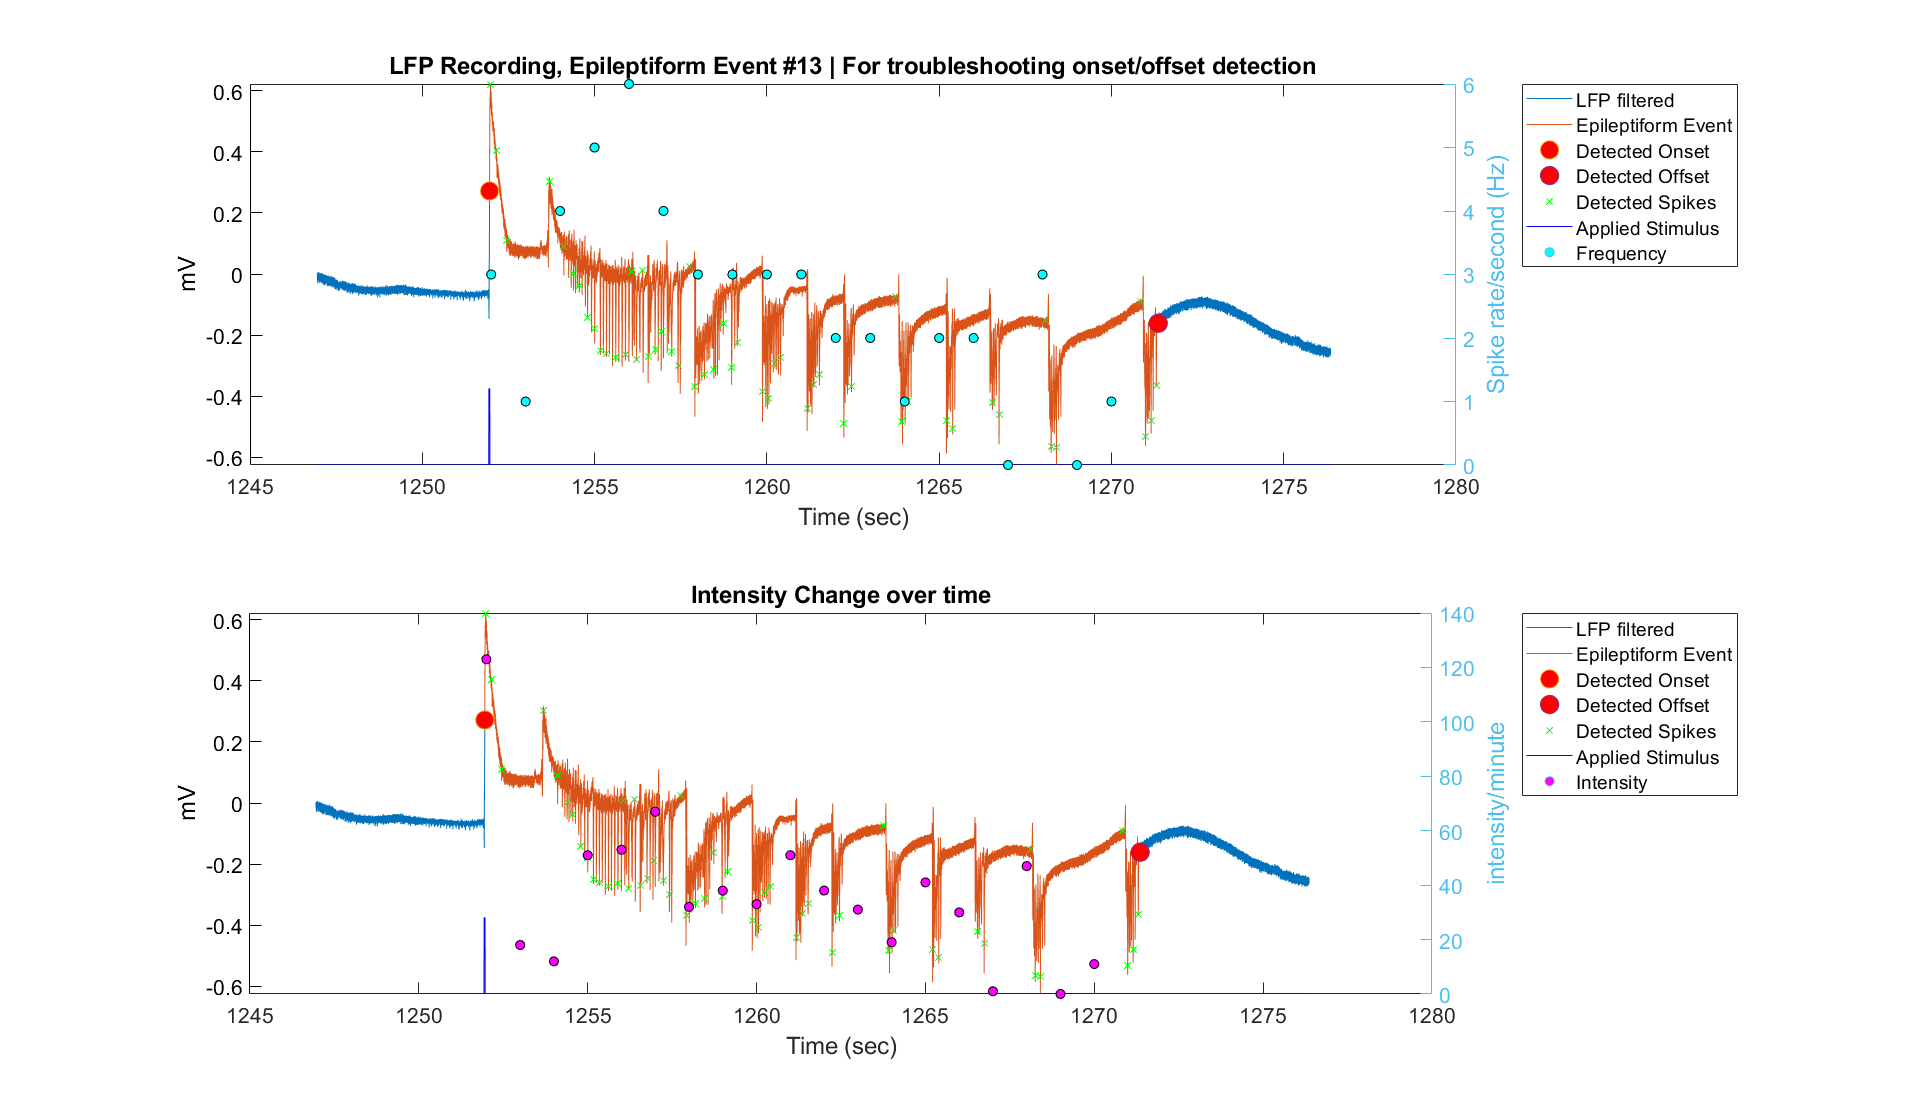 LFP Recording, Epileptiform Event #13 | For troubleshooting onset/offset detection
0.6
0.4
0.2
0
-0.2
-0.4
-0.6
mV
6
5
4
3
2
1
0
Spike rate/second (Hz)
1245
1250
1255
1260
1265
1270
1275
1280
Time (sec)
LFP filtered
Epileptiform Event
Detected Onset
Detected Offset
Detected Spikes
Applied Stimulus
Frequency
Intensity Change over time
0.6
0.4
0.2
0
-0.2
-0.4
-0.6
mV
140
120
100
80
60
40
20
0
intensity/minute
1245
1250
1255
1260
1265
1270
1275
1280
Time (sec)
LFP filtered
Epileptiform Event
Detected Onset
Detected Offset
Detected Spikes
Applied Stimulus
Intensity